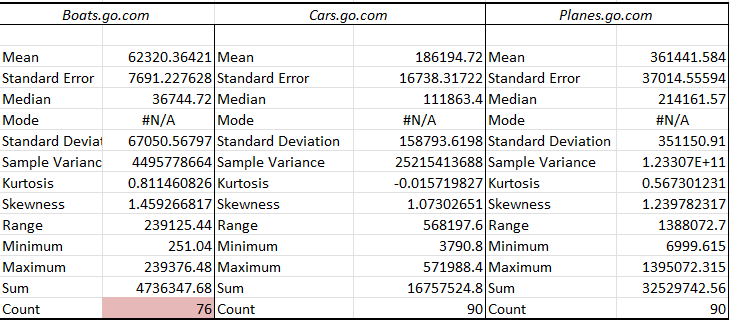 Boats.go.com Cars.go.com Planes.go.com
Mean 62320.36421 Mean 186194.72 Mean 361441.584
Standard Error 7691.227628 Standard Error 16738.31722 Standard Error 37014.55594
Median 36744.72 Median 111863.4 Median 214161.57
Mode #N/A Mode #N/A Mode #N/A
Standard Deviat 67050.56797 Standard Deviation 158793.6198 Standard Deviation 351150.91
Sample Varianc 4495778664 Sample Variance 25215413688 Sample Variance 1.23307E+11
Kurtosis 0.811460826 Kurtosis -0.015719827 Kurtosis 0.567301231
Skewness 1.459266817 Skewness 1.07302651 Skewness 1.239782317
Range 239125.44 Range 568197.6 Range 1388072.7
Minimum 251.04 Minimum 3790.8 Minimum 6999.615
Maximum 239376.48 Maximum 571988.4 Maximum 1395072.315
Sum 4736347.68 Sum 16757524.8 Sum 32529742.56
Count 76 Count 90 Count 90